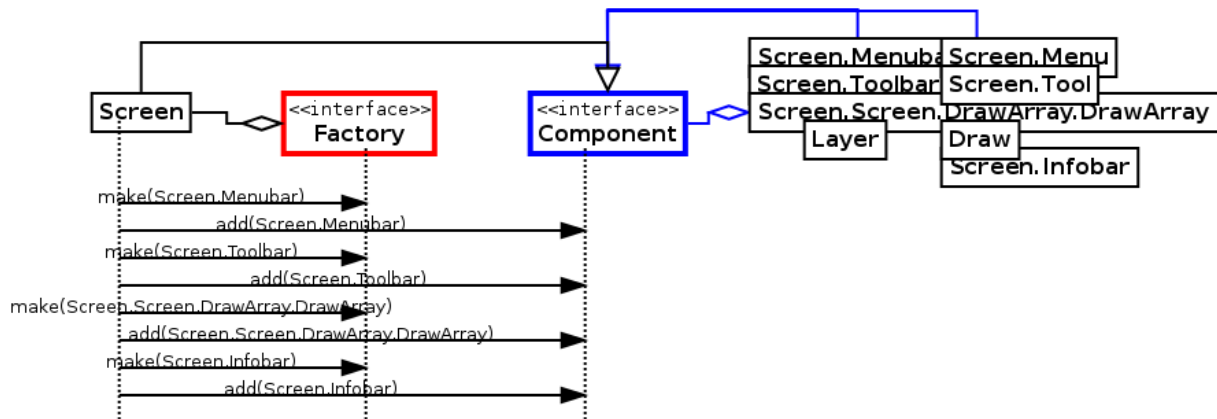 Screen.Menuba
Screen.Menu
Screen.Toolbar
Screen.Tool
Screen
<<interface>>
Factory
<<interface>>
Component
Screen.Screen.DrawArray.DrawArray
Layer
Draw
Screen.Infobar
make(Screen.Menubar)
add(Screen.Menubar)
make(Screen.Toolbar)
add(Screen.Toolbar)
make(Screen.Screen.DrawArray.DrawArray)
add(Screen.Screen.DrawArray.DrawArray)
make(Screen.Infobar)
add(Screen.Infobar)